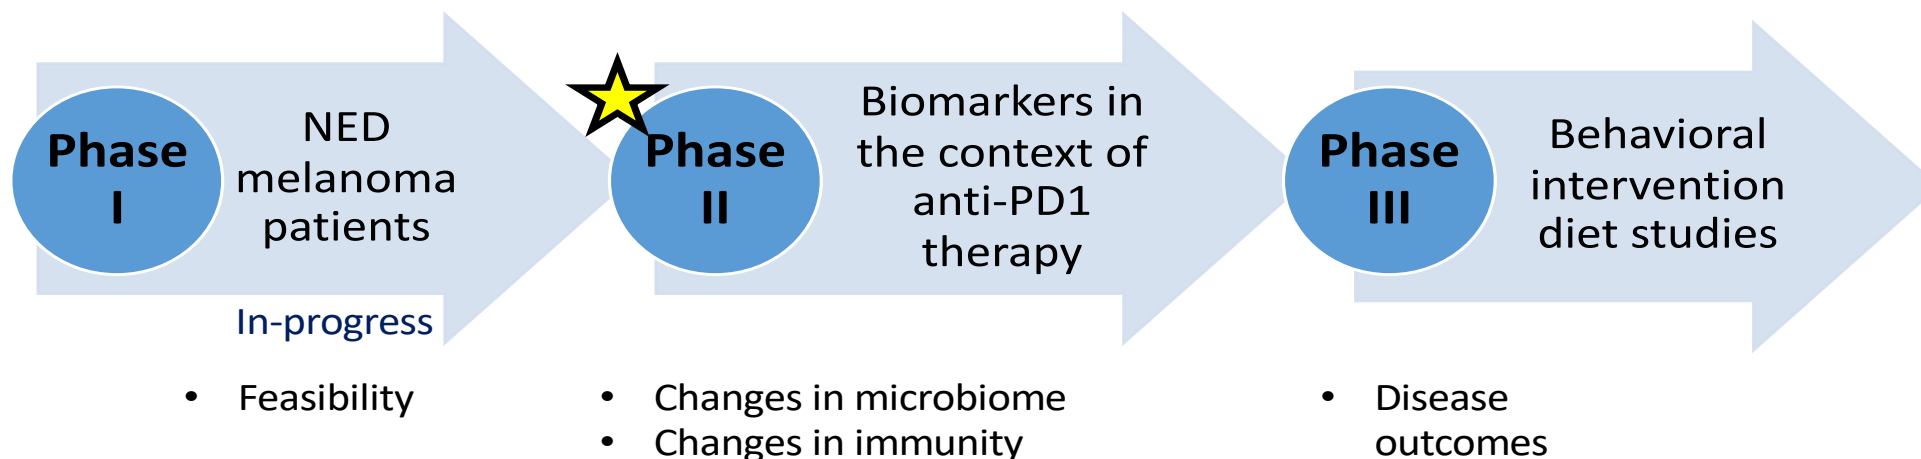 Phase
I
NED
melanoma
patients
In-progress
• Feasibility
Phase
II
Biomarkers in
the context of
anti-PD1
therapy
• Changes in microbiome
• Changes in immunity
Phase
III
Behavioral
intervention
diet studies
• Disease
outcomes